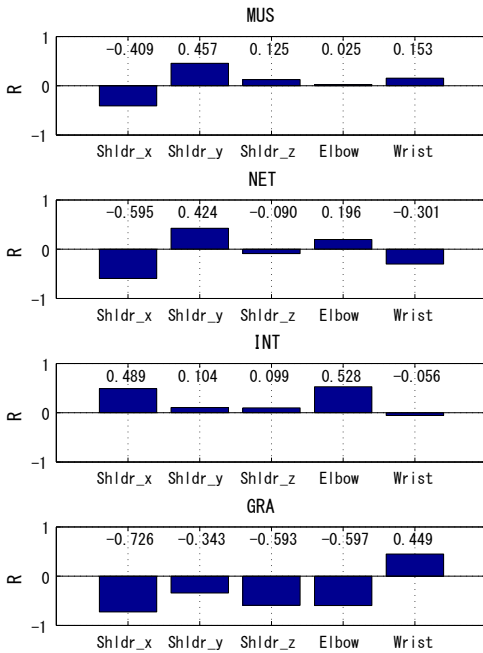 MUS
1
-0.409 0.457 0.125 0.025 0.153
R
0
-1
Shldr_x Shldr_y Shldr_z Elbow Wrist
NET
1
-0.595 0.424 -0.090 0.196 -0.301
R
0
-1
Shldr_x Shldr_y Shldr_z Elbow Wrist
INT
1
0.489 0.104 0.099 0.528 -0.056
R
0
-1
Shldr_x Shldr_y Shldr_z Elbow Wrist
GRA
1
-0.726 -0.343 -0.593 -0.597 0.449
R
0
-1
Shldr_x Shldr_y Shldr_z Elbow Wrist